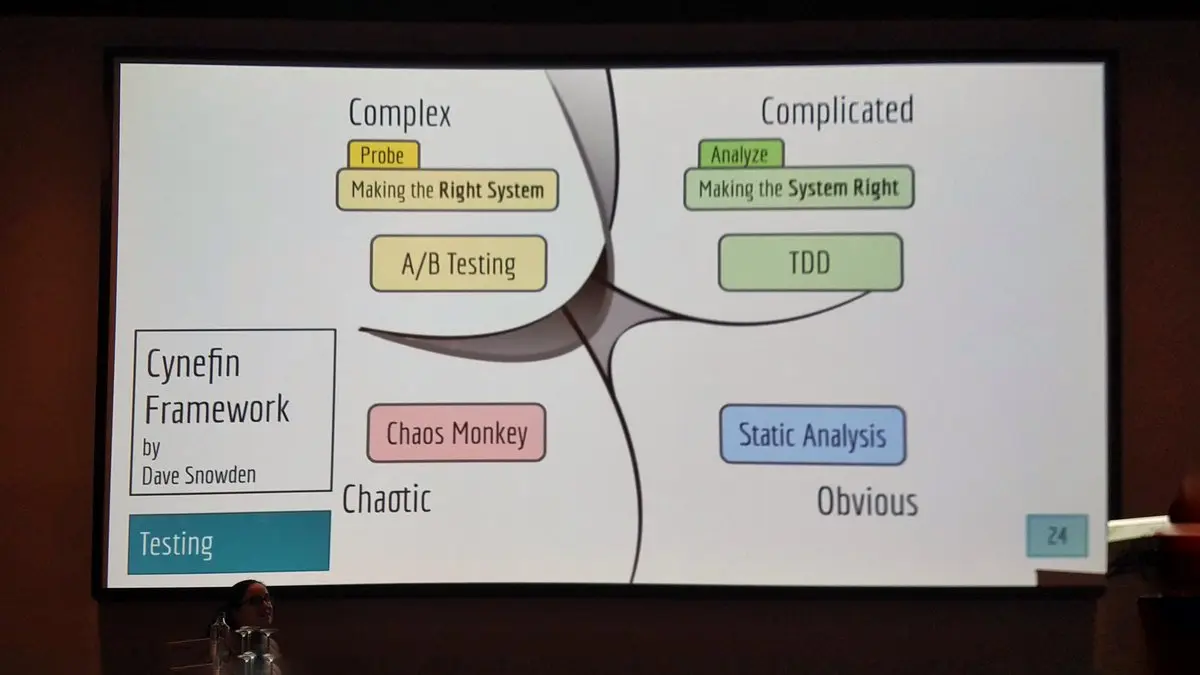 Complex
Probe
Making the Right System
A/B Testing
Complicated
Analyze
Making the System Right
TDD
Cynefin
Framework
by
Dave Snowden
Testing
Chaos Monkey
Chaotic
Static Analysis
Obvious
24